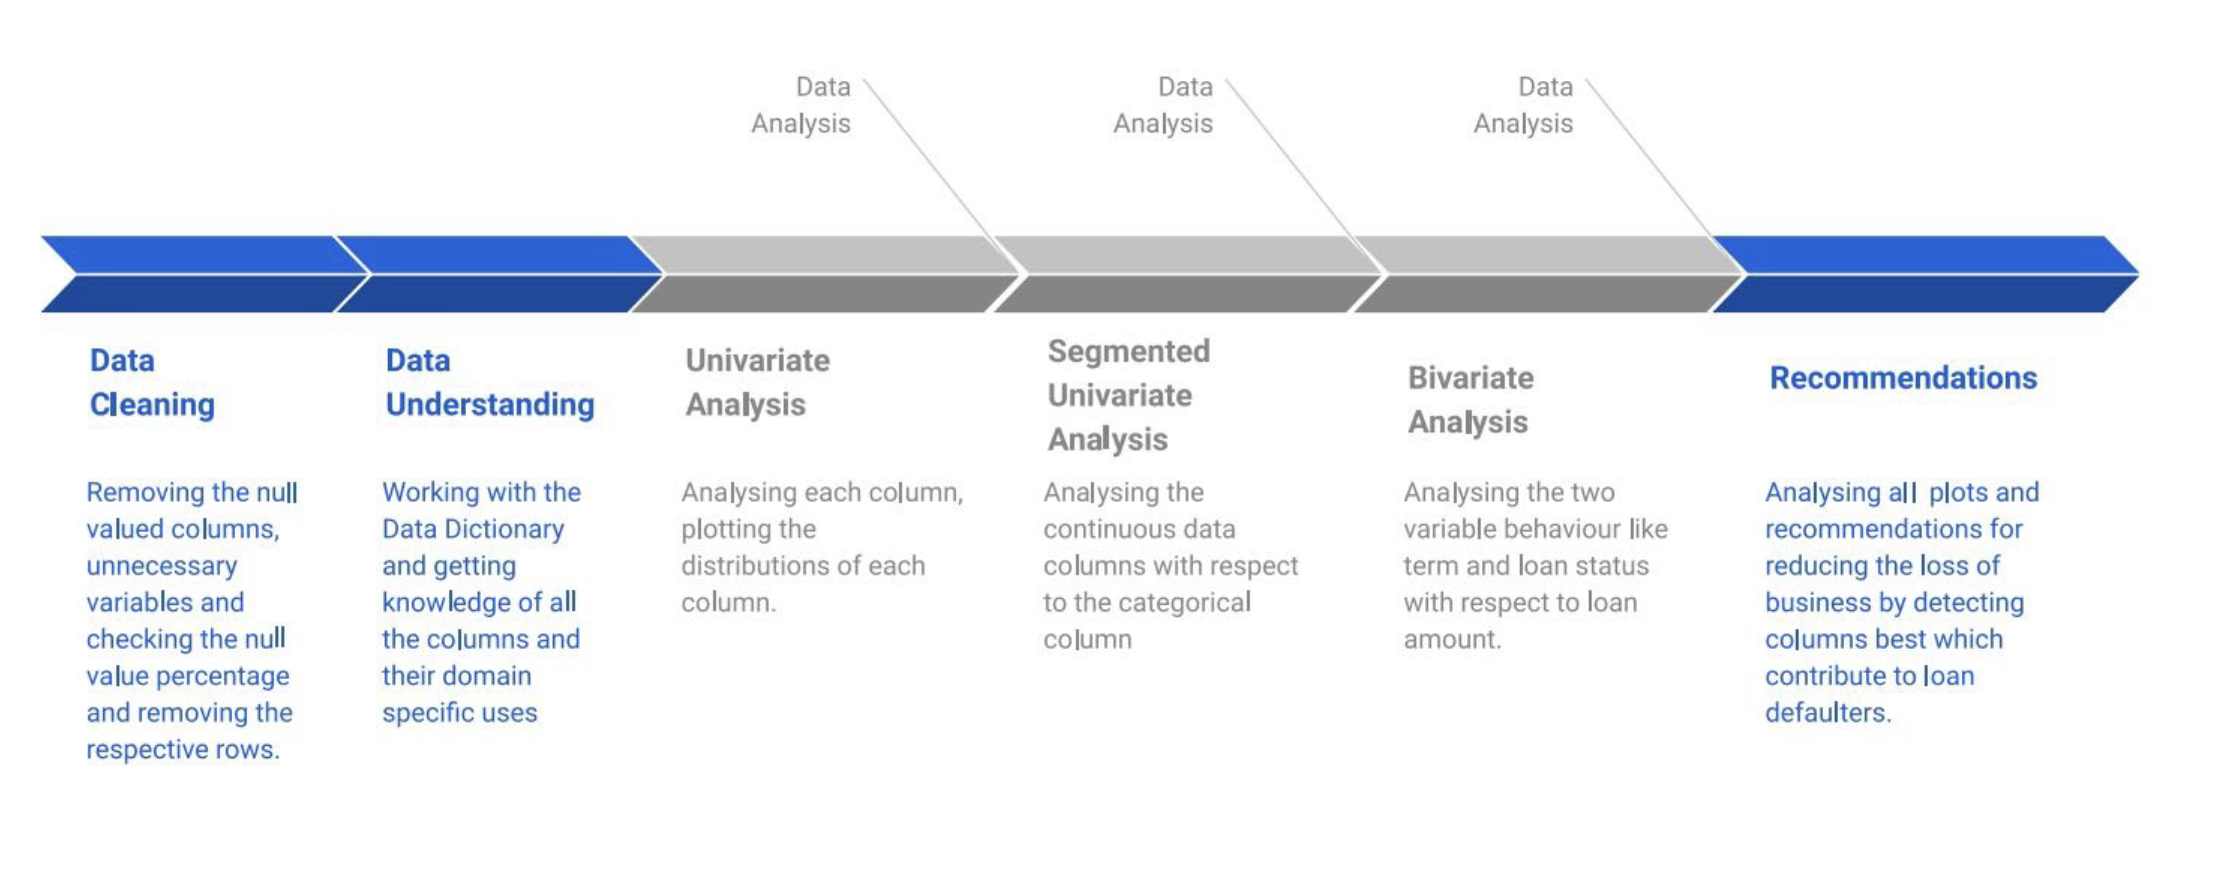 Data
Analysis
Data
Analysis
Data
Analysis
Data
Cleaning
Removing the null
valued columns,
unnecessary
variables and
checking the null
value percentage
and removing the
respective rows.
Data
Understanding
Working with the
Data Dictionary
and getting
knowledge of all
the columns and
their domain
specific uses
Univariate
Analysis
Analysing each column,
plotting the
distributions of each
column.
Segmented
Univariate
Analysis
Analysing the
continuous data
columns with respect
to the categorical
column
Bivariate
Analysis
Analysing the two
variable behaviour like
term and loan status
with respect to loan
amount.
Recommendations
Analysing all plots and
recommendations for
reducing the loss of
business by detecting
columns best which
contribute to loan
defaulters.